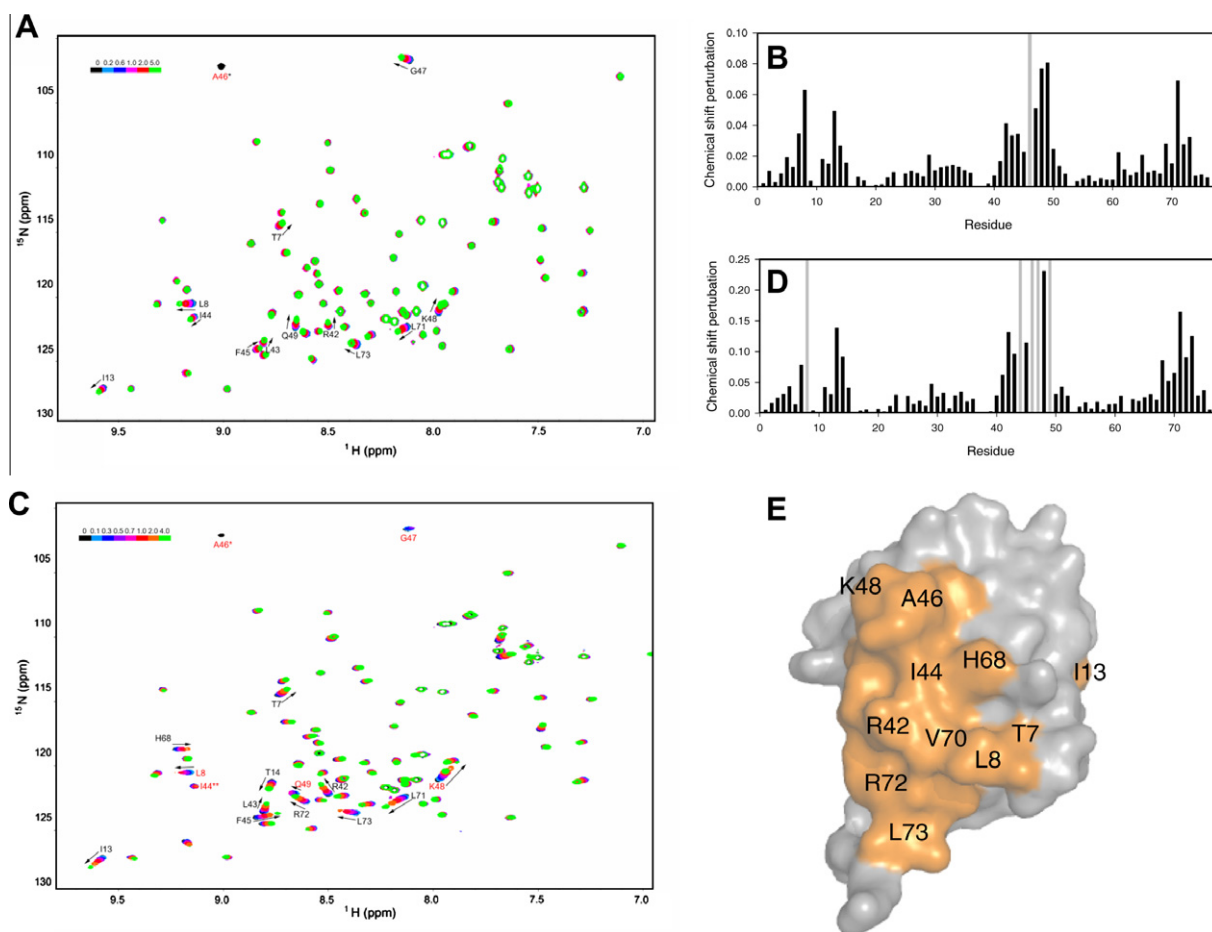 A
0 0.2 0.6 1.0 2.0 5.0
A46*
G47
T7
L8
I44
K48
Q49
R42
L71
F45
L43
L73
I13
105
110
115
120
125
130
15N (ppm)
9.5 9.0 8.5 8.0 7.5 7.0
1H (ppm)
B
0.10
0.08
0.06
0.04
0.02
0.00
Chemical shift perturbation
0 10 20 30 40 50 60 70
Residue
D
0.25
0.20
0.15
0.10
0.05
0.00
Chemical shift perturbation
0 10 20 30 40 50 60 70
Residue
C
0 0.1 0.3 0.5 0.7 1.0 2.0 4.0
A46*
G47
T7
H68
L8
I44**
T14
Q49
R42
K48
L43
R72
L71
F45
L73
I13
105
110
115
120
125
130
15N (ppm)
9.5 9.0 8.5 8.0 7.5 7.0
1H (ppm)
E
K48
A46
I44
H68
I13
R42
V70
T7
L8
R72
L73